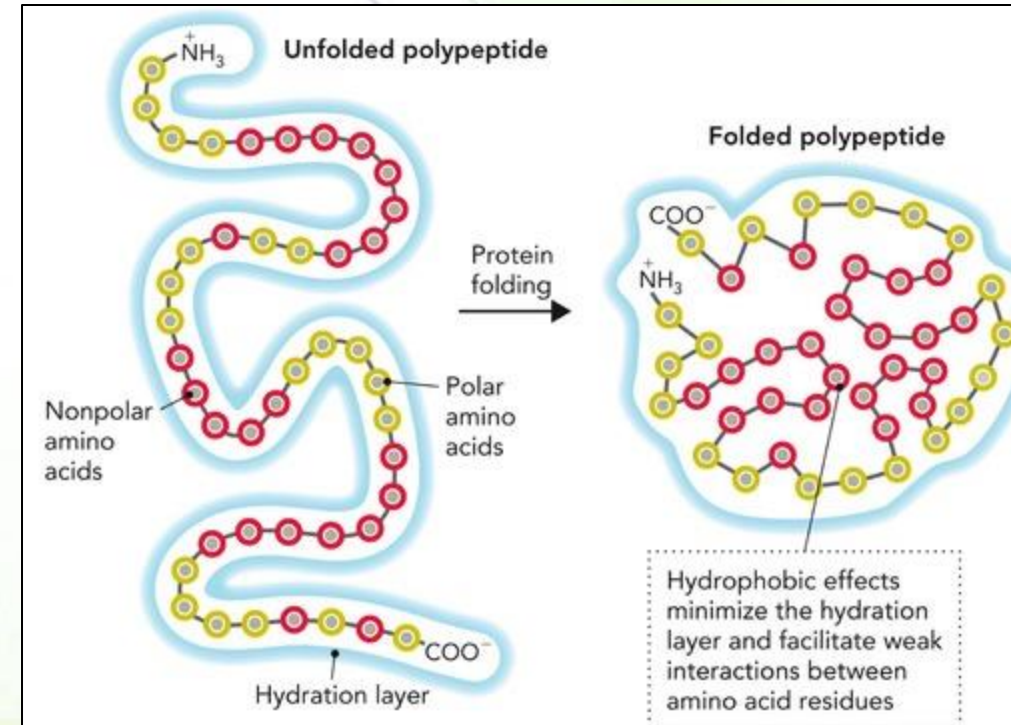 Unfolded polypeptide
+
NH3
Nonpolar
amino
acids
Polar
amino
acids
COO−
Hydration layer
Protein
folding
Folded polypeptide
COO−
+
NH3
Hydrophobic effects
minimize the hydration
layer and facilitate weak
interactions between
amino acid residues